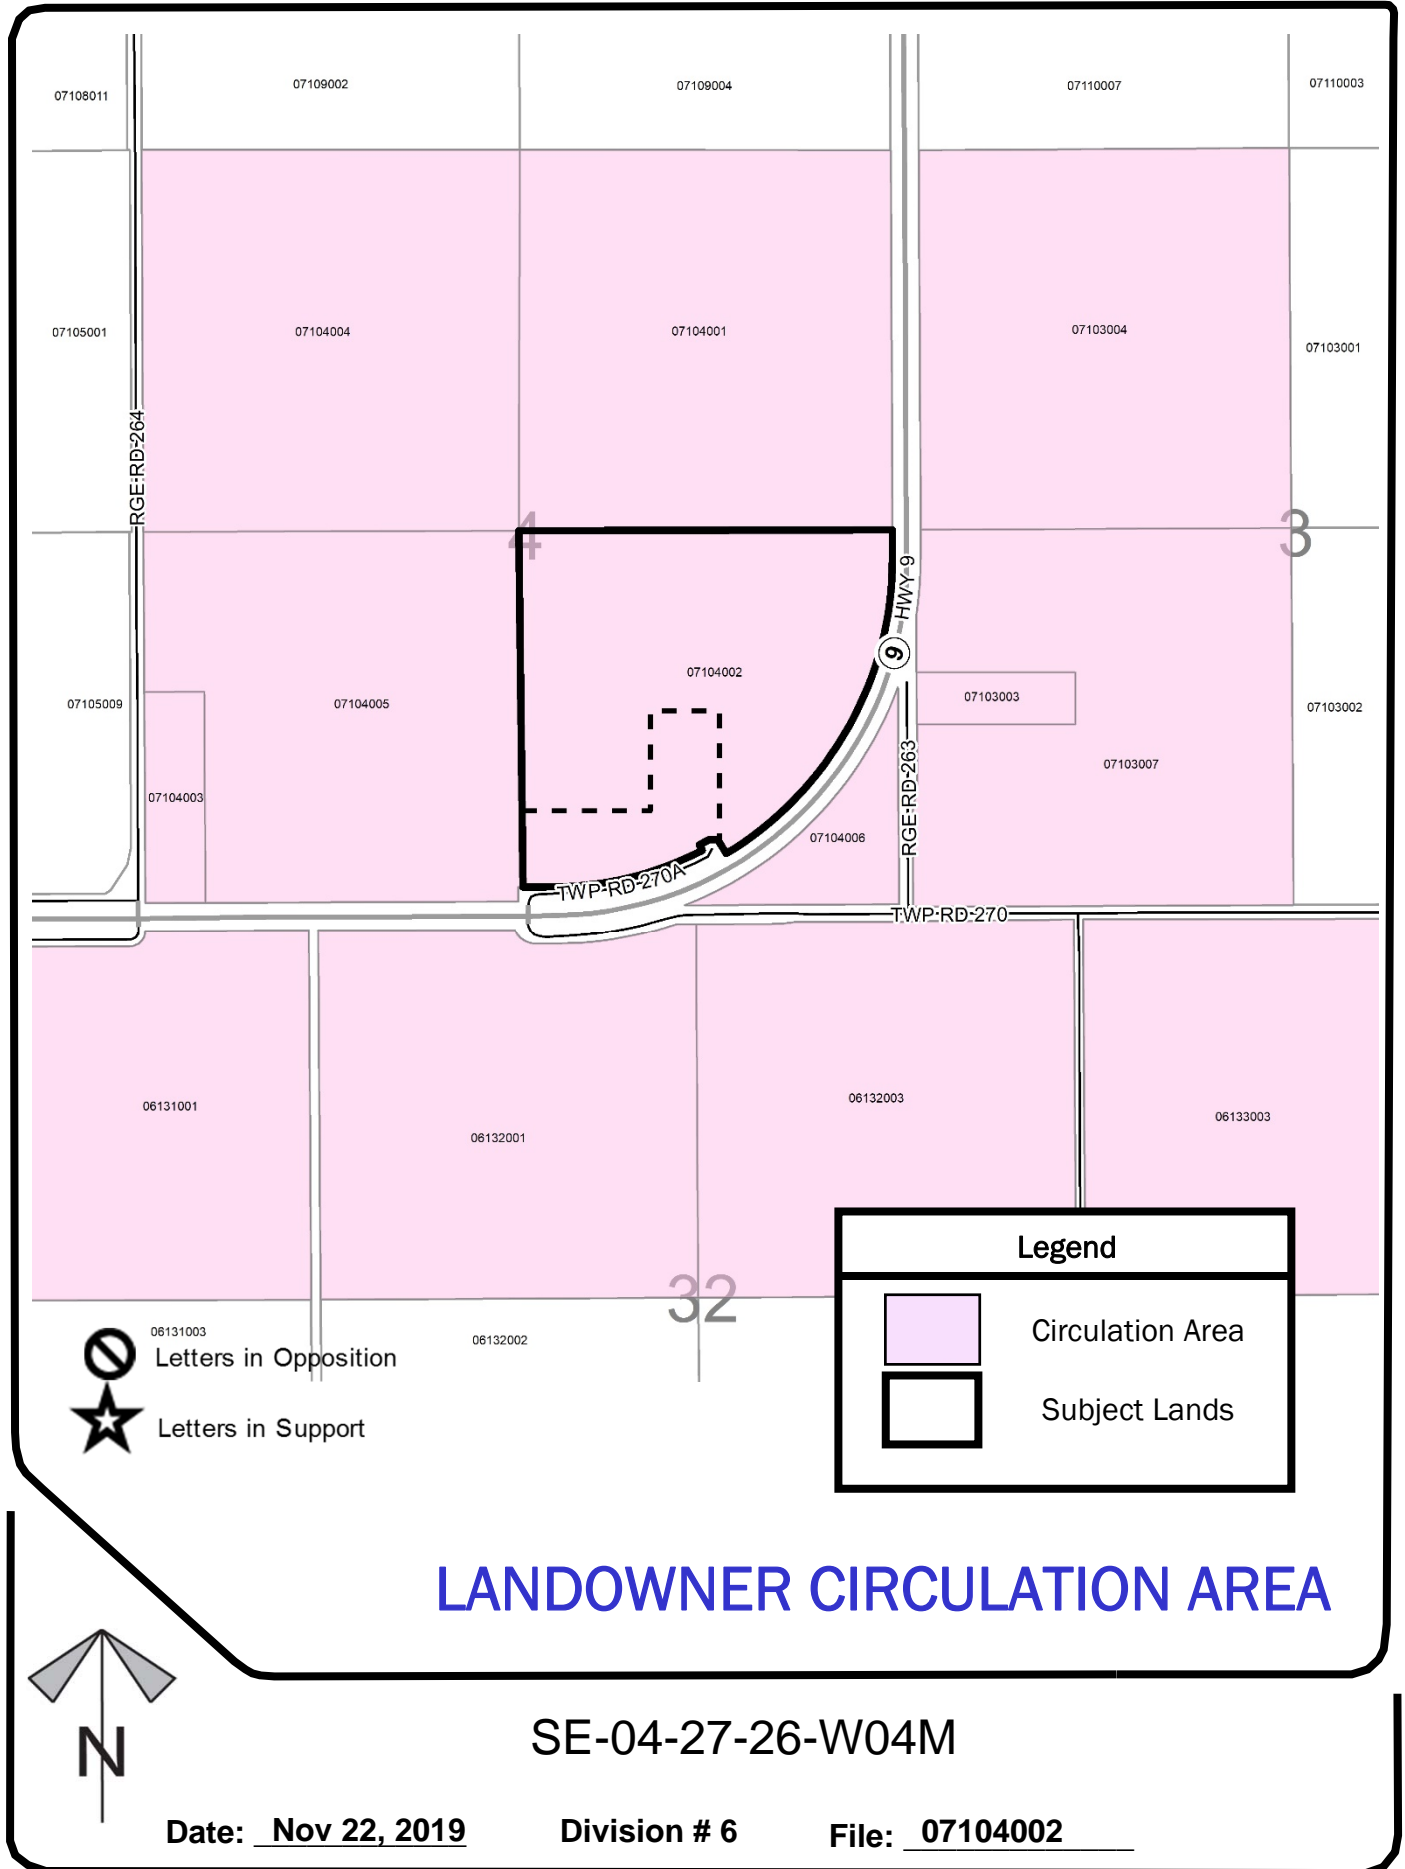 07108011
07109002
07109004
07110007
07110003
07105001
07104004
07104001
07103004
07103001
RGE RD 264
4
3
HWY 9
9
07105009
07104005
07104002
07103003
07103002
07104003
07103007
RGE RD 263
07104006
TWP RD 270A
TWP RD 270
06131001
06132001
06132003
06133003
32
06131003
06132002
Letters in Opposition
Letters in Support
Legend
Circulation Area
Subject Lands
LANDOWNER CIRCULATION AREA
N
SE-04-27-26-W04M
Date: Nov 22, 2019 Division # 6 File: 07104002